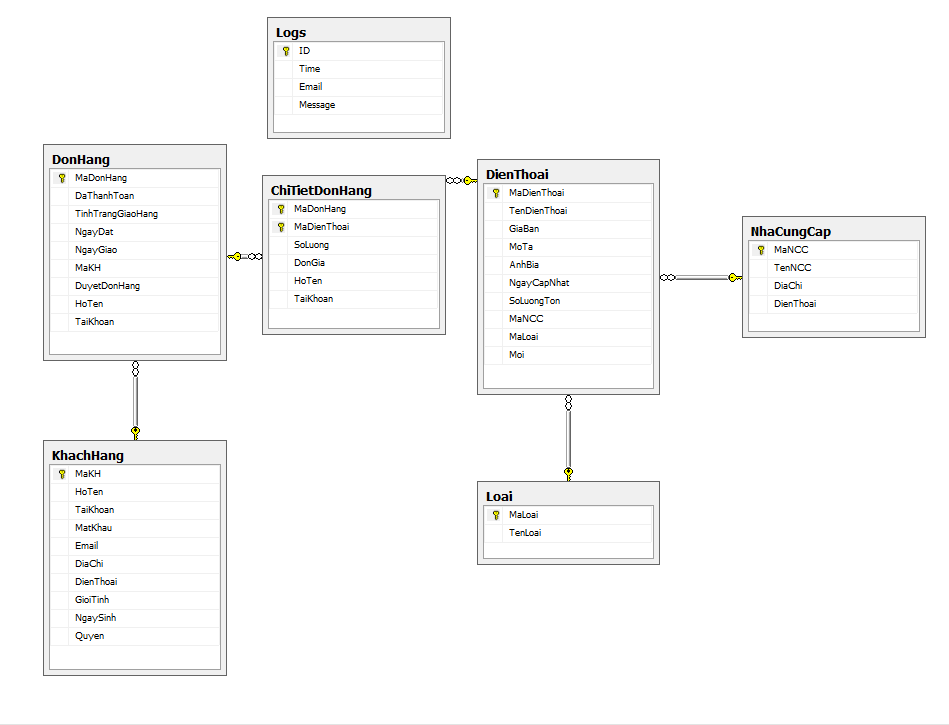 Logs
ID
Time
Email
Message
DonHang
MaDonHang
DaThanhToan
TinhTrangGiaoHang
NgayDat
NgayGiao
MaKH
DuyetDonHang
HoTen
TaiKhoan
ChiTietDonHang
MaDonHang
MaDienThoai
SoLuong
DonGia
HoTen
TaiKhoan
DienThoai
MaDienThoai
TenDienThoai
GiaBan
MoTa
AnhBia
NgayCapNhat
SoLuongTon
MaNCC
MaLoai
Moi
NhaCungCap
MaNCC
TenNCC
DiaChi
DienThoai
KhachHang
MaKH
HoTen
TaiKhoan
MatKhau
Email
DiaChi
DienThoai
GioiTinh
NgaySinh
Quyen
Loai
MaLoai
TenLoai